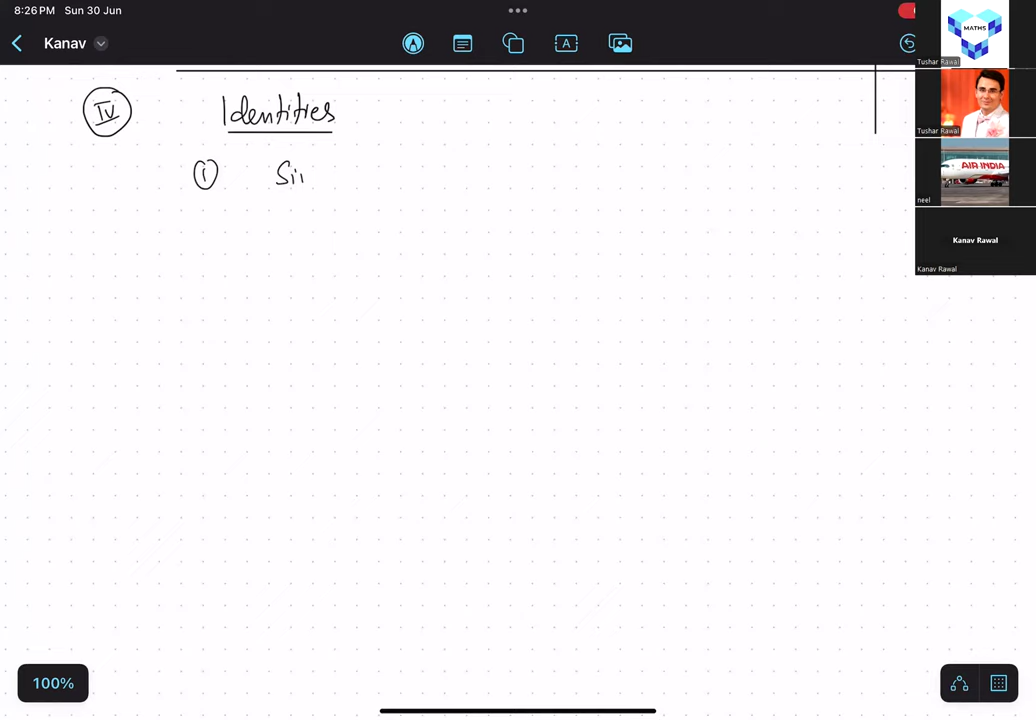 8:26 PM Sun 30 Jun
Kanav
A
MATHS
Tushar Rawal
Tushar Rawal
AIR INDIA
neel
Kanav Rawal
Kanav Rawal
IV Identities
1 Sin
100%